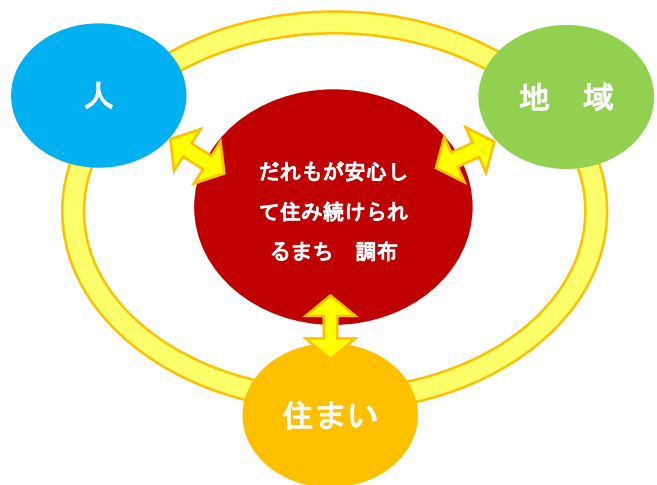 人
地　域
だれもが安心し
て住み続けられ
るまち　調布
住まい